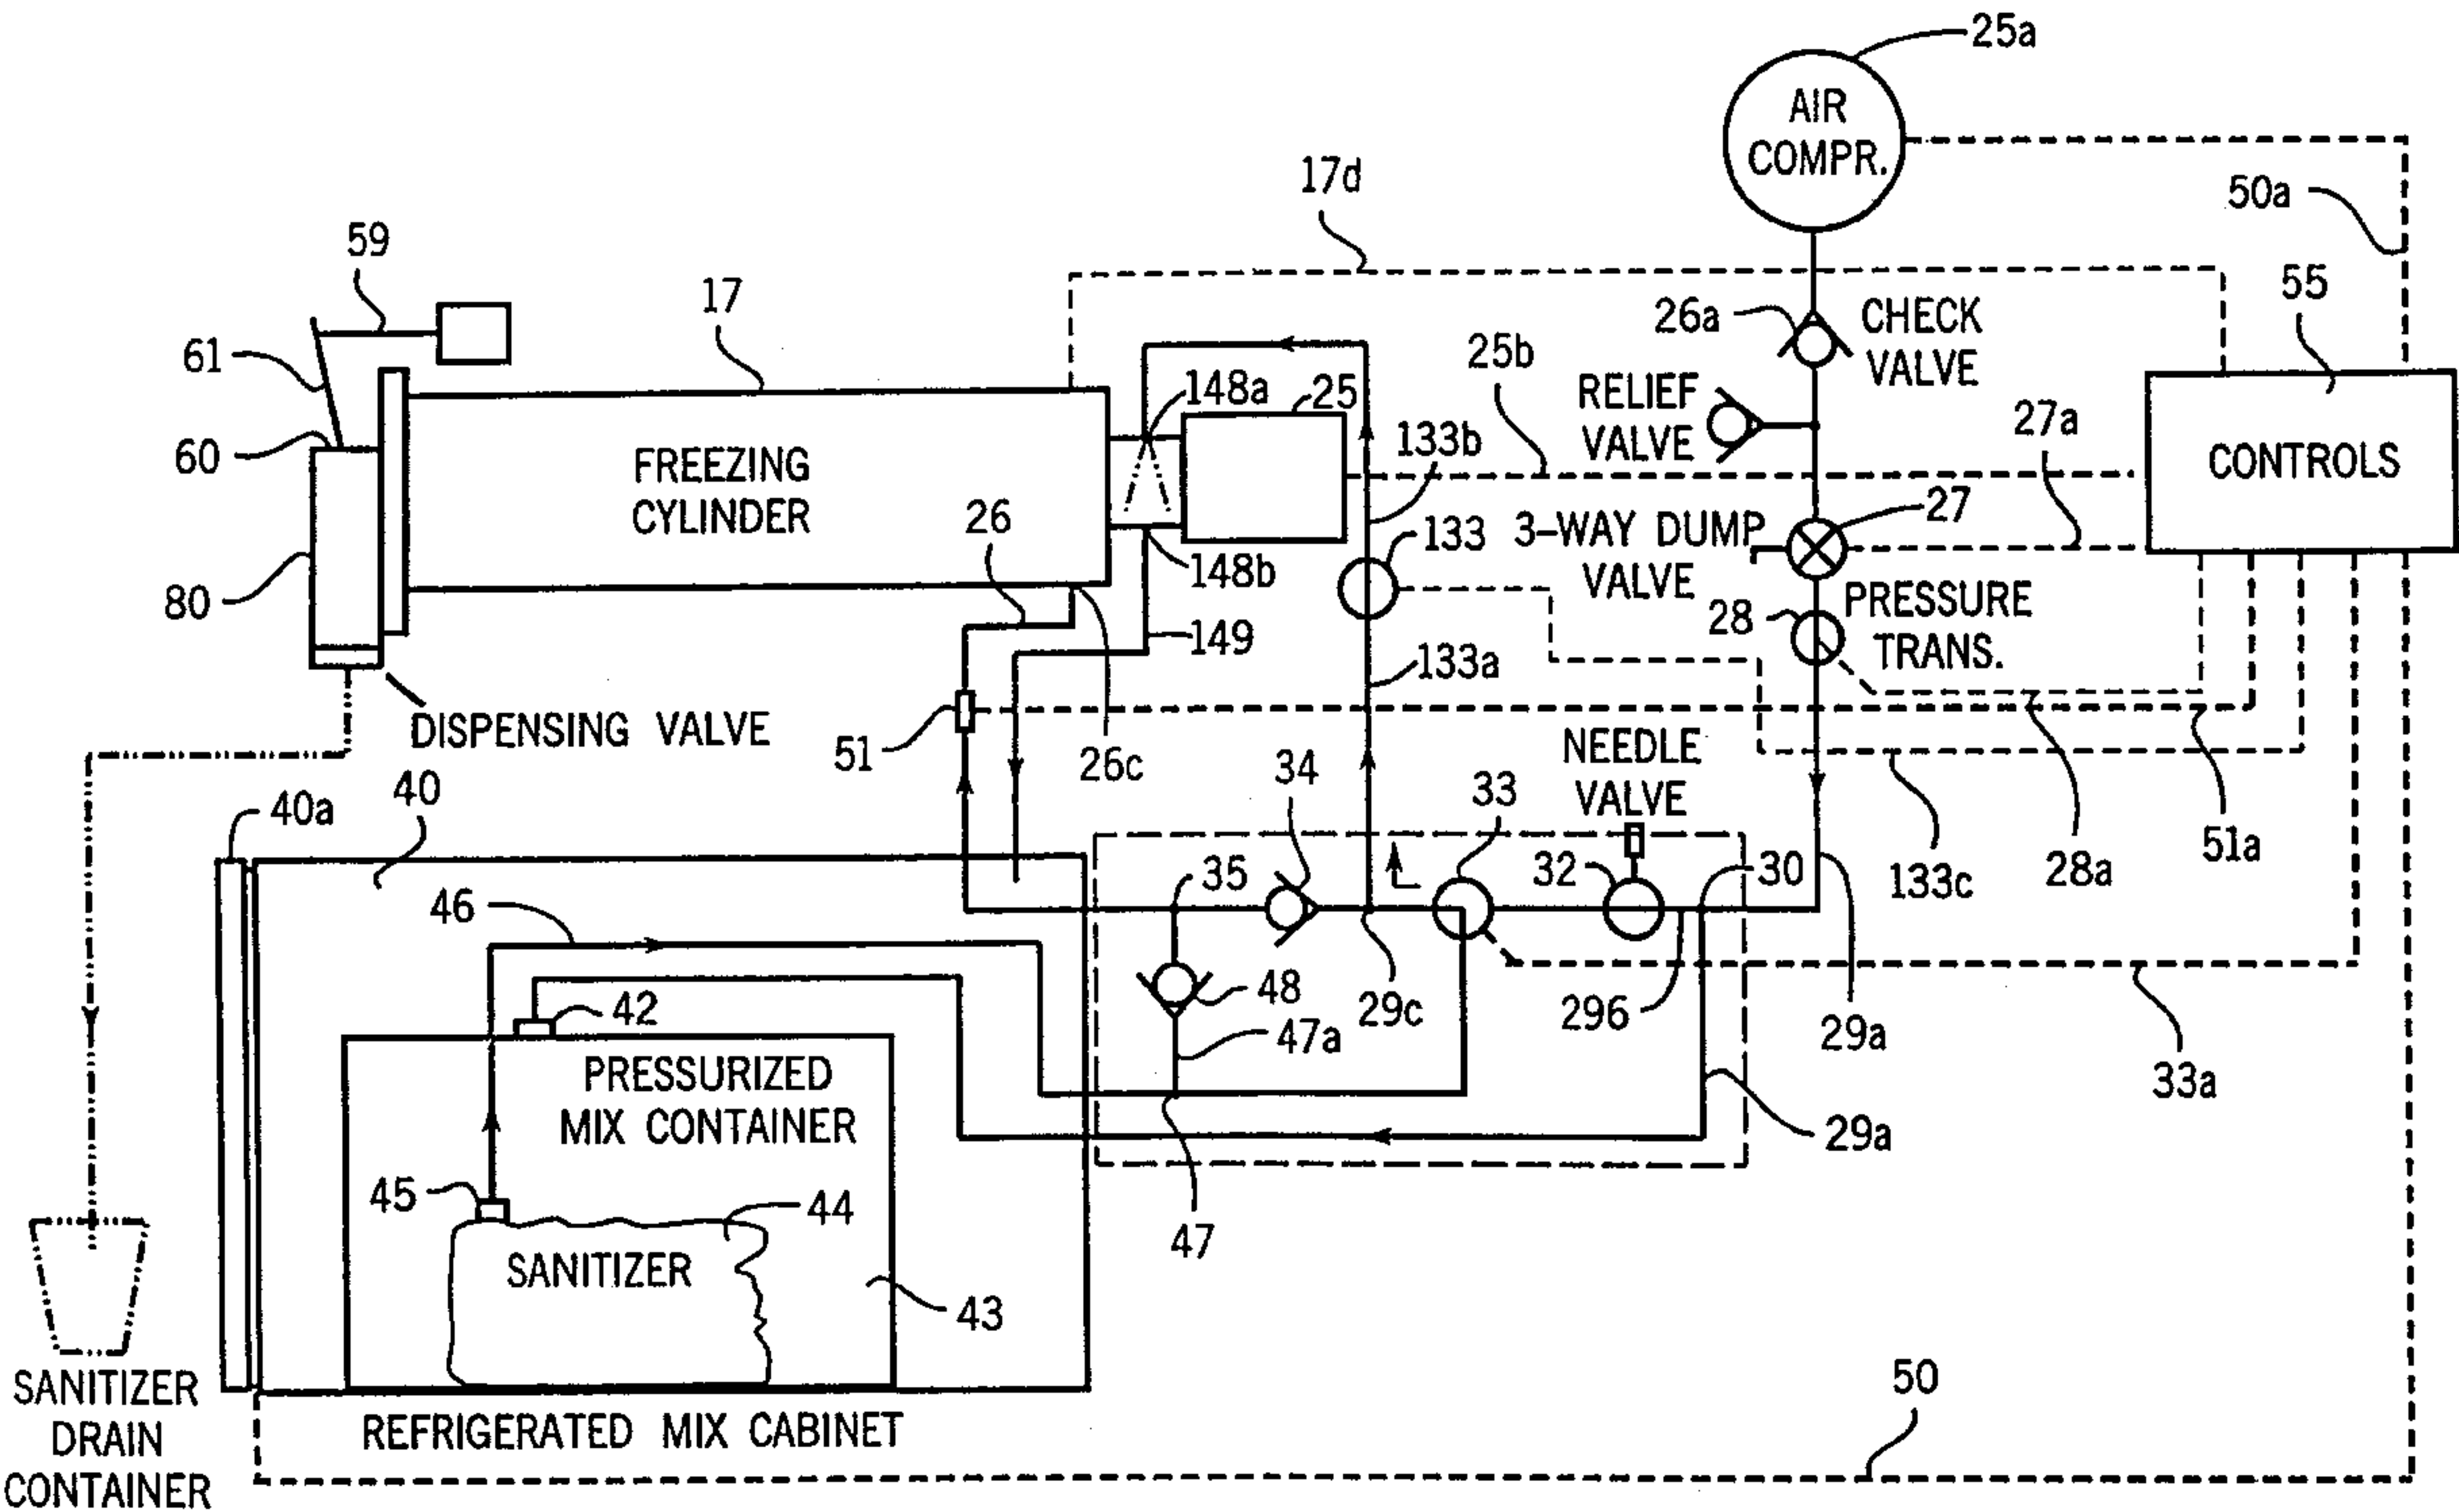 25a
AIR
COMPR.
17d
50a
59
17
26a
CHECK
VALVE
55
61
25b
RELIEF
VALVE
148a
25
133b
27a
60
FREEZING
CYLINDER
CONTROLS
26
133
3-WAY DUMP
VALVE
27
80
148b
28
PRESSURE
TRANS.
149
133a
DISPENSING VALVE
51
26c
NEEDLE
VALVE
40a
40
34
33
51a
28a
133c
46
35
32
30
42
48
29c
296
29a
47a
33a
PRESSURIZED
MIX CONTAINER
29a
45
44
47
SANITIZER
43
SANITIZER
DRAIN
CONTAINER
REFRIGERATED MIX CABINET
50